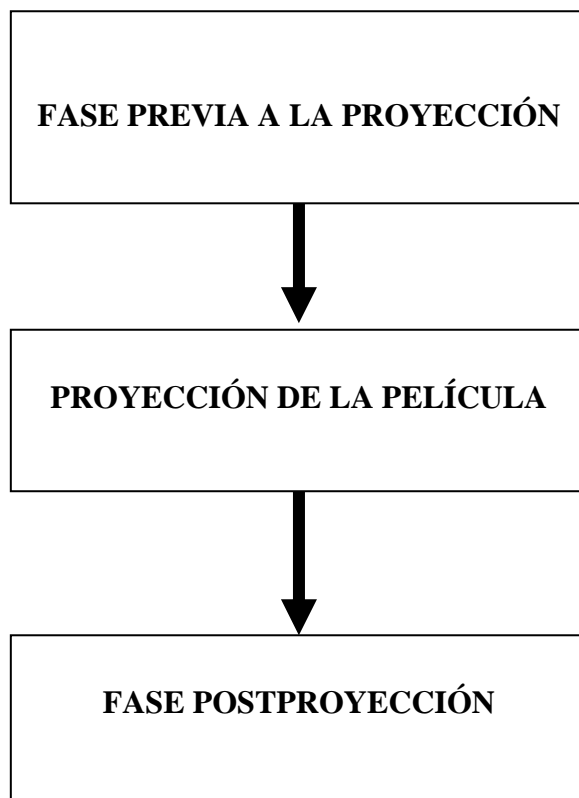 FASE PREVIA A LA PROYECCIÓN
PROYECCIÓN DE LA PELÍCULA
FASE POSTPROYECCIÓN